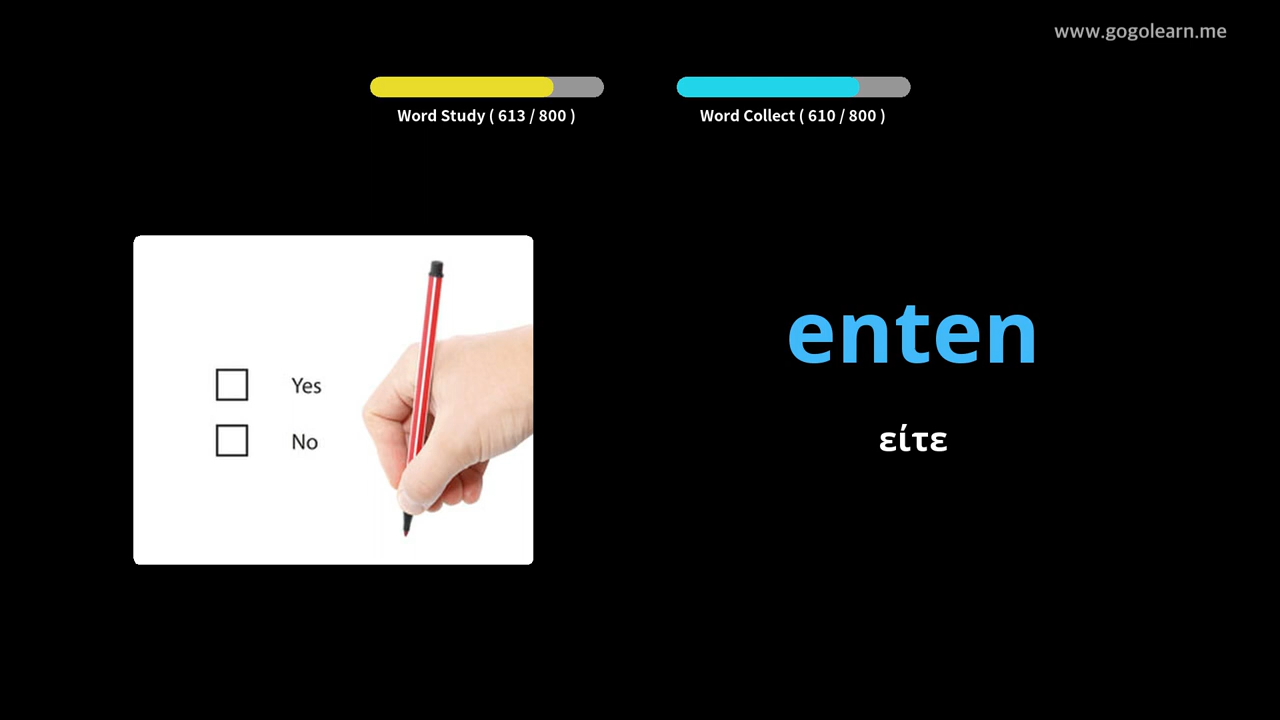 www.gogolearn.me
Word Study ( 613 / 800 )
Word Collect ( 610 / 800 )
Yes
No
enten
είτε